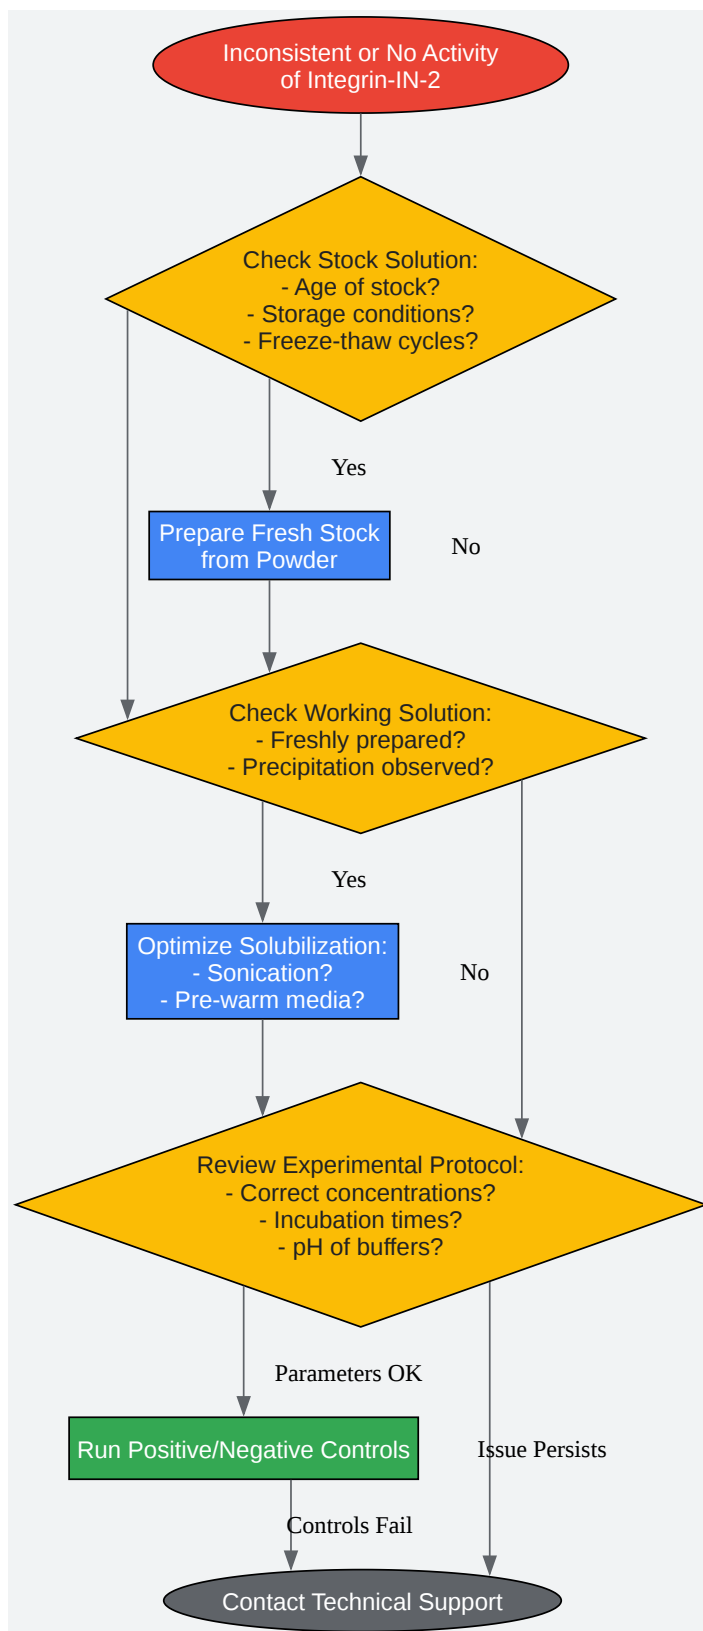 Inconsistent or No Activity
of Integrin-IN-2
Check Stock Solution:
- Age of stock?
- Storage conditions?
- Freeze-thaw cycles?
Yes
Prepare Fresh Stock
from Powder
No
Check Working Solution:
- Freshly prepared?
- Precipitation observed?
Yes
Optimize Solubilization:
- Sonication?
- Pre-warm media?
No
Review Experimental Protocol:
- Correct concentrations?
- Incubation times?
- pH of buffers?
Parameters OK
Run Positive/Negative Controls
Issue Persists
Controls Fail
Contact Technical Support